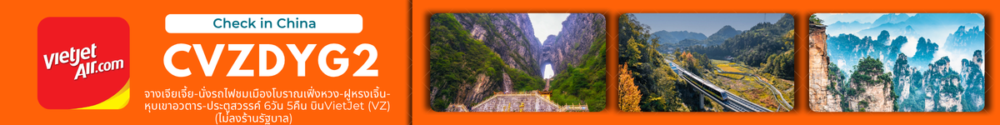 vietjet
Air.com
Check in China
CVZDYG2
จางเจียเจี้ย-นั่งรถไฟชมเมืองโบราณเฟิ่งหวง-ฝูหรงเจิ้น-
หุบเขาอวตาร-ประตูสวรรค์ 6วัน 5คืน บินVietJet (VZ)
(ไม่ลงร้านรัฐบาล)